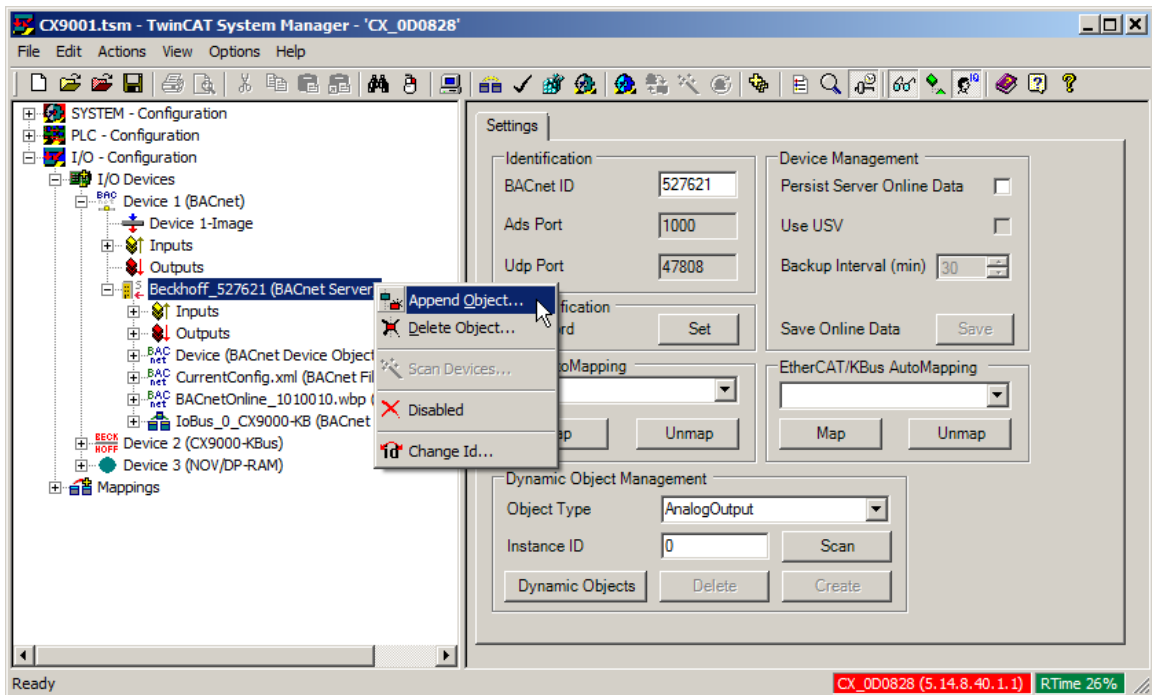 CX9001.tsm - TwinCAT System Manager - 'CX_0D0828'
File Edit Actions View Options Help
SYSTEM - Configuration
PLC - Configuration
I/O - Configuration
I/O Devices
Device 1 (BACnet)
Device 1-Image
Inputs
Outputs
Beckhoff_527621 (BACnet Server
Inputs
Outputs
Device (BACnet Device Object
CurrentConfig.xml (BACnet Fil
BACnetOnline_1010010.wbp (
IoBus_0_CX9000-KB (BACnet
Device 2 (CX9000-KBus)
Device 3 (NOV/DP-RAM)
Mappings
Append Object...
Delete Object...
Scan Devices...
Disabled
Change Id...
Settings
Identification
BACnet ID 527621
Ads Port 1000
Udp Port 47808
fication
rd Set
oMapping
ap Unmap
Device Management
Persist Server Online Data
Use USV
Backup Interval (min) 30
Save Online Data Save
EtherCAT/KBus AutoMapping
Map Unmap
Dynamic Object Management
Object Type AnalogOutput
Instance ID 0 Scan
Dynamic Objects Delete Create
Ready CX_0D0828 (5.14.8.40.1.1) RTime 26%